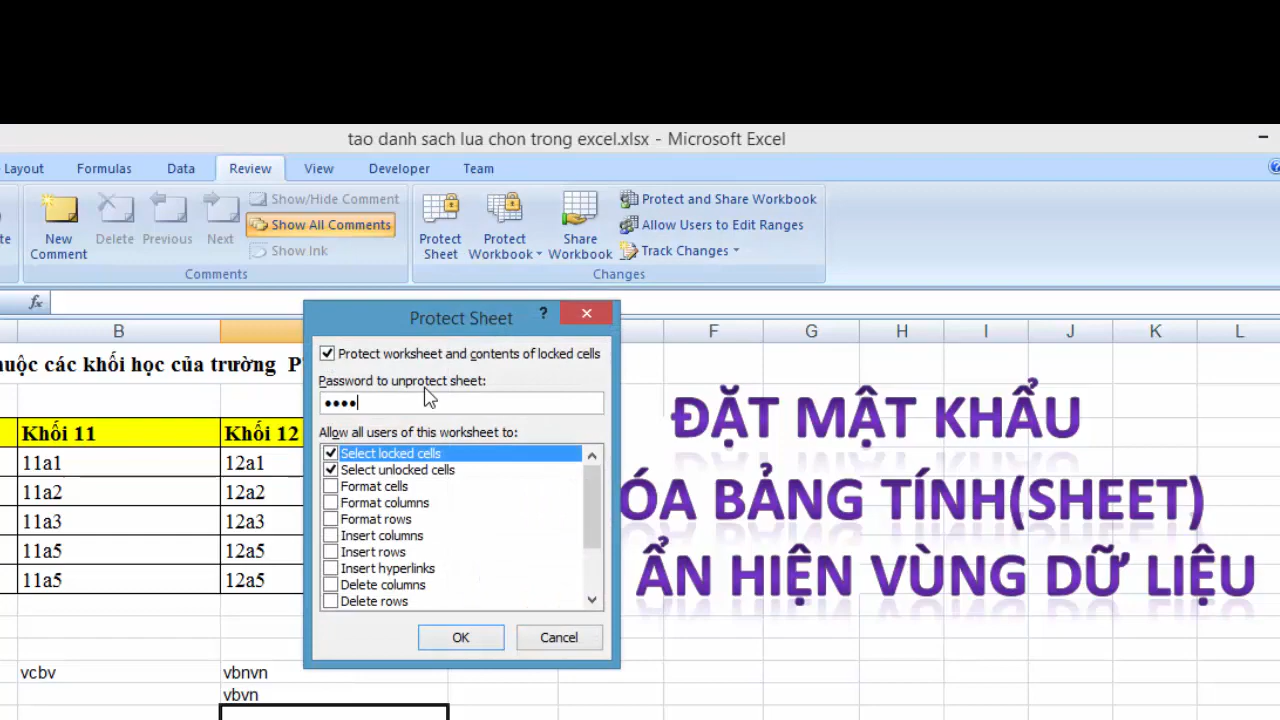 tao danh sach lua chon trong excel.xlsx - Microsoft Excel
Layout Formulas Data Review View Developer Team
New Comment
Delete
Previous
Next
Show/Hide Comment
Show All Comments
Show Ink
Comments
Protect Sheet
Protect Workbook
Share Workbook
Protect and Share Workbook
Allow Users to Edit Ranges
Track Changes
Changes
fx
B F G H I J K L
các khối học của trường
Khối 11 Khối 12
11a1 12a1
11a2 12a2
11a3 12a3
11a5 12a5
11a5 12a5
vcbv vbnvn
vbvn
Protect Sheet
?
Protect worksheet and contents of locked cells
Password to unprotect sheet:
••••
Allow all users of this worksheet to:
Select locked cells
Select unlocked cells
Format cells
Format columns
Format rows
Insert columns
Insert rows
Insert hyperlinks
Delete columns
Delete rows
OK Cancel
ĐẶT MẬT KHẨU
ÓA BẢNG TÍNH(SHEET)
ẨN HIỆN VÙNG DỮ LIỆU